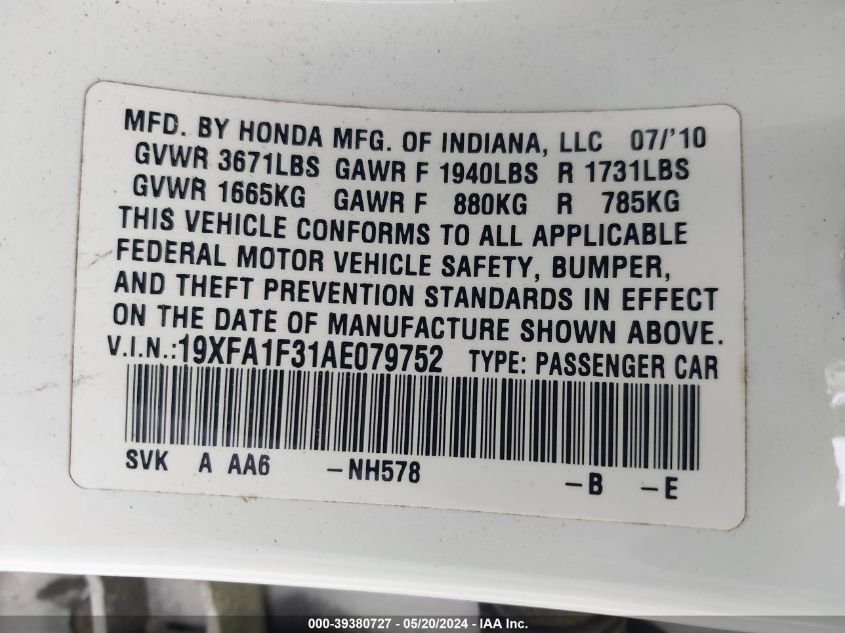 MFD. BY HONDA MFG. OF INDIANA, LLC 07/'10
GVWR 3671LBS GAWR F 1940LBS R 1731LBS
GVWR 1665KG GAWR F 880KG R 785KG
THIS VEHICLE CONFORMS TO ALL APPLICABLE
FEDERAL MOTOR VEHICLE SAFETY, BUMPER,
AND THEFT PREVENTION STANDARDS IN EFFECT
ON THE DATE OF MANUFACTURE SHOWN ABOVE.
V.I.N.:19XFA1F31AE079752 TYPE: PASSENGER CAR
SVK A AA6 -NH578 -B -E
000-39380727 - 05/20/2024 - IAA Inc.